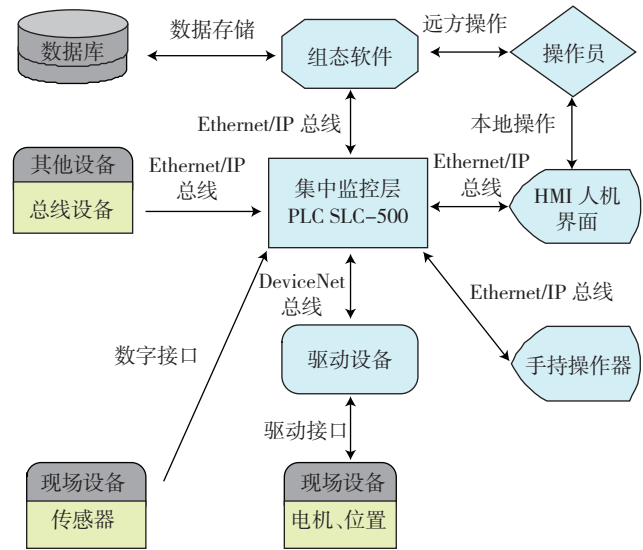 数据库
数据存储
组态软件
远方操作
操作员
Ethernet/IP 总线
本地操作
其他设备
总线设备
Ethernet/IP
总线
集中监控层
PLC SLC-500
Ethernet/IP
总线
HMI 人机
界面
DeviceNet
总线
Ethernet/IP 总线
数字接口
驱动设备
手持操作器
驱动接口
现场设备
传感器
现场设备
电机、位置